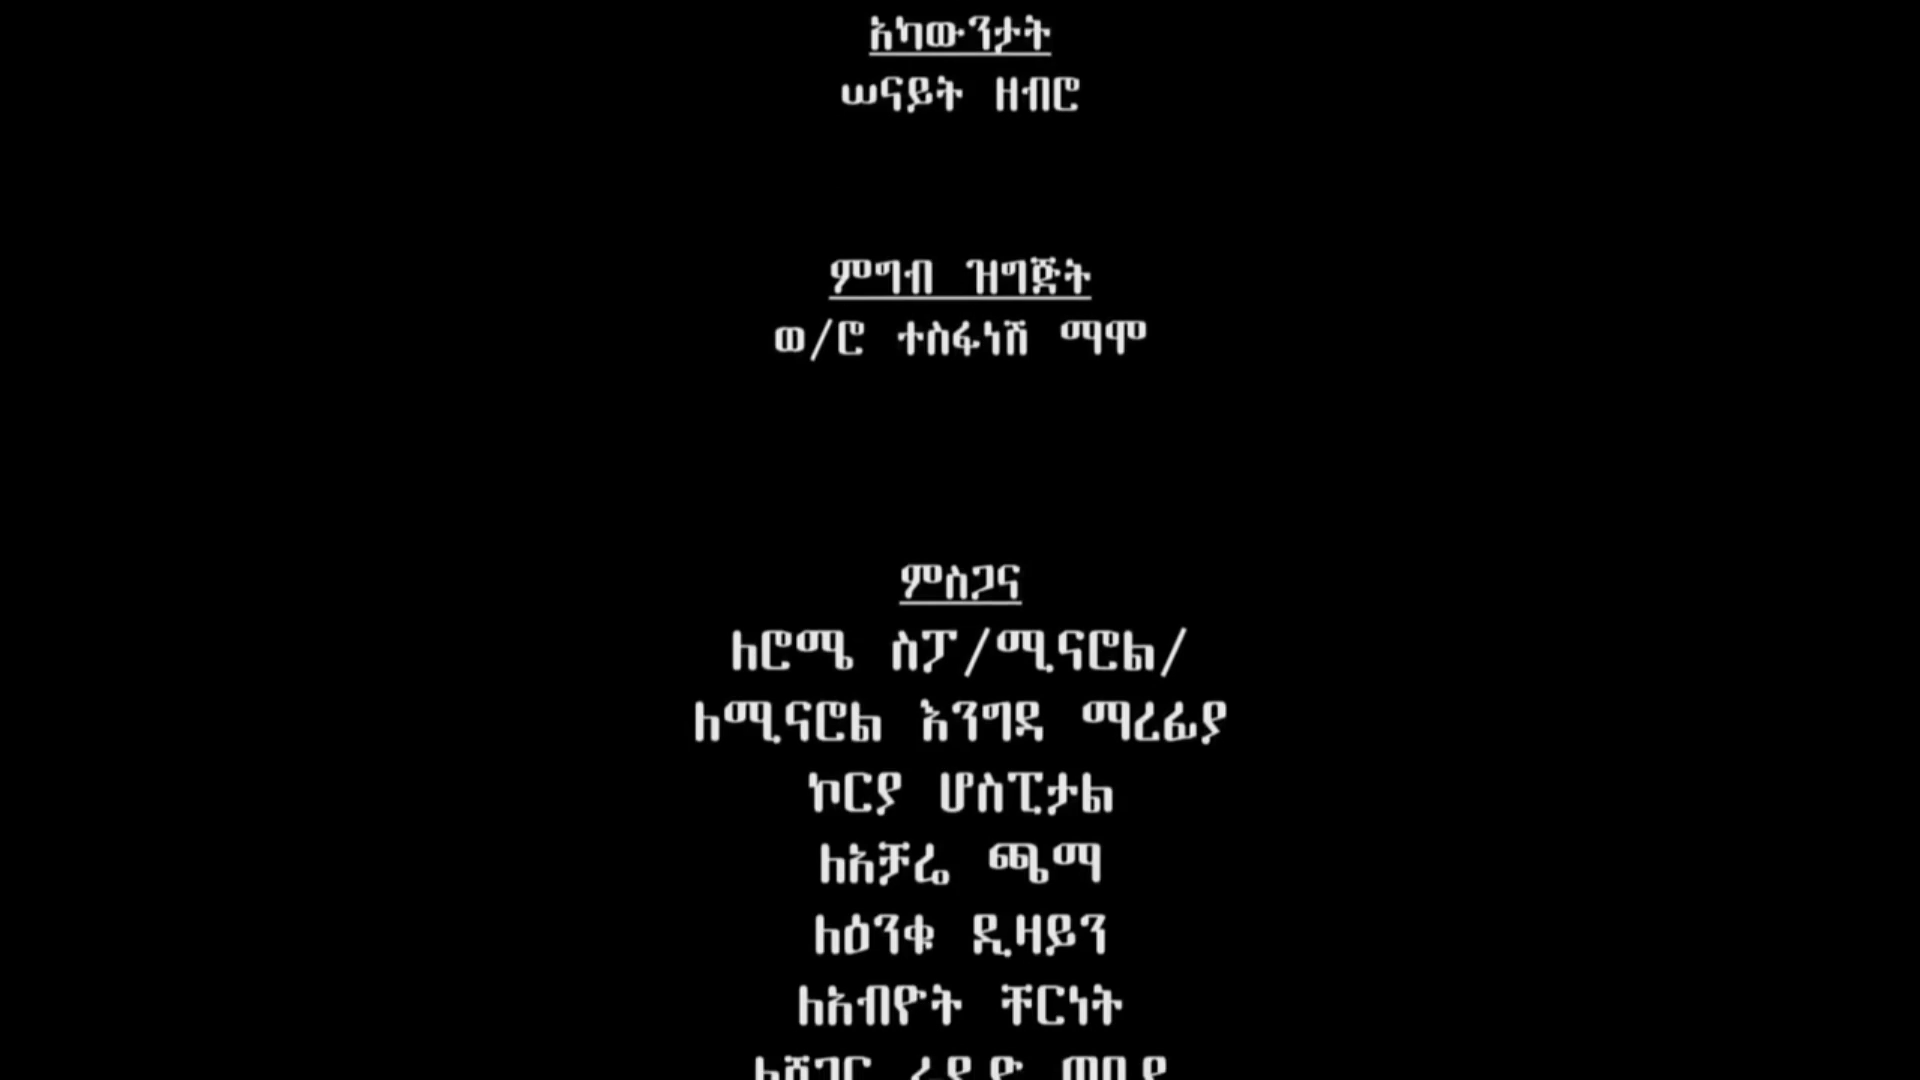 አካውንታት
ሠናይት ዘብሮ
ምግብ ዝግጅት
ወ/ሮ ተስፋነሽ ማሞ
ምስጋና
ለሮሜ ስፓ/ሚናሮል/
ለሚናሮል እንግዳ ማረፊያ
ኮርያ ሆስፒታል
ለአቻሬ ጫማ
ለዕንቁ ዲዛይን
ለአብዮት ቸርነት